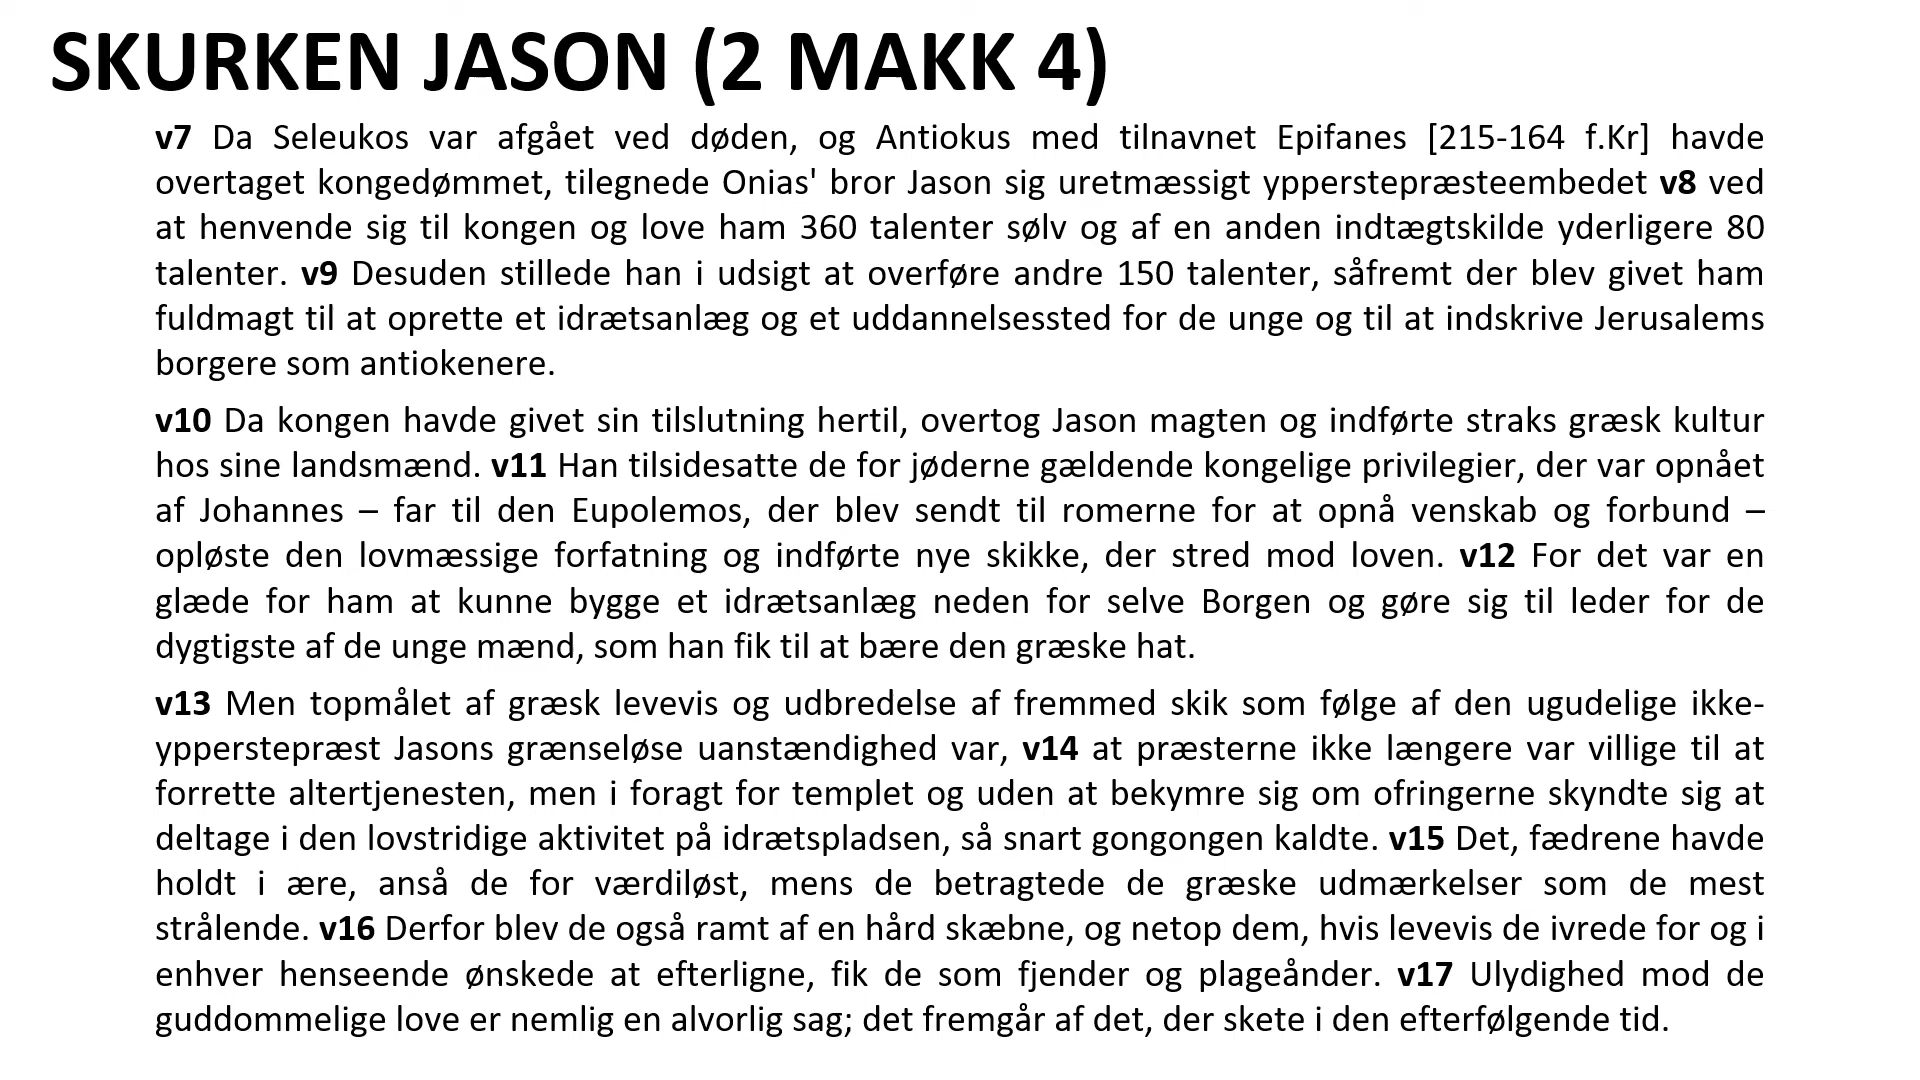 SKURKEN JASON (2 MAKK 4)
v7 Da Seleukos var afgået ved døden, og Antiokus med tilnavnet Epifanes [215-164 f.Kr] havde
overtaget kongedømmet, tilegnede Onias' bror Jason sig uretmæssigt ypperstepræsteembedet v8 ved
at henvende sig til kongen og love ham 360 talenter sølv og af en anden indtægtskilde yderligere 80
talenter. v9 Desuden stillede han i udsigt at overføre andre 150 talenter, såfremt der blev givet ham
fuldmagt til at oprette et idrætsanlæg og et uddannelsessted for de unge og til at indskrive Jerusalems
borgere som antiokenere.
v10 Da kongen havde givet sin tilslutning hertil, overtog Jason magten og indførte straks græsk kultur
hos sine landsmænd. v11 Han tilsidesatte de for jøderne gældende kongelige privilegier, der var opnået
af Johannes – far til den Eupolemos, der blev sendt til romerne for at opnå venskab og forbund –
opløste den lovmæssige forfatning og indførte nye skikke, der stred mod loven. v12 For det var en
glæde for ham at kunne bygge et idrætsanlæg neden for selve Borgen og gøre sig til leder for de
dygtigste af de unge mænd, som han fik til at bære den græske hat.
v13 Men topmålet af græsk levevis og udbredelse af fremmed skik som følge af den ugudelige ikke-
ypperstepræst Jasons grænseløse uanstændighed var, v14 at præsterne ikke længere var villige til at
forrette altertjenesten, men i foragt for templet og uden at bekymre sig om ofringerne skyndte sig at
deltage i den lovstridige aktivitet på idrætspladsen, så snart gongongen kaldte. v15 Det, fædrene havde
holdt i ære, anså de for værdiløst, mens de betragtede de græske udmærkelser som de mest
strålende. v16 Derfor blev de også ramt af en hård skæbne, og netop dem, hvis levevis de ivrede for og i
enhver henseende ønskede at efterligne, fik de som fjender og plageånder. v17 Ulydighed mod de
guddommelige love er nemlig en alvorlig sag; det fremgår af det, der skete i den efterfølgende tid.